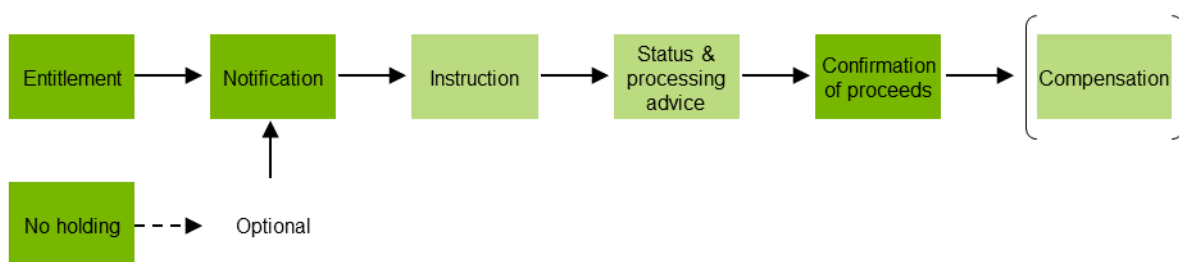 Entitlement
Notification
Instruction
Status &
processing
advice
Confirmation
of proceeds
Compensation
No holding
Optional